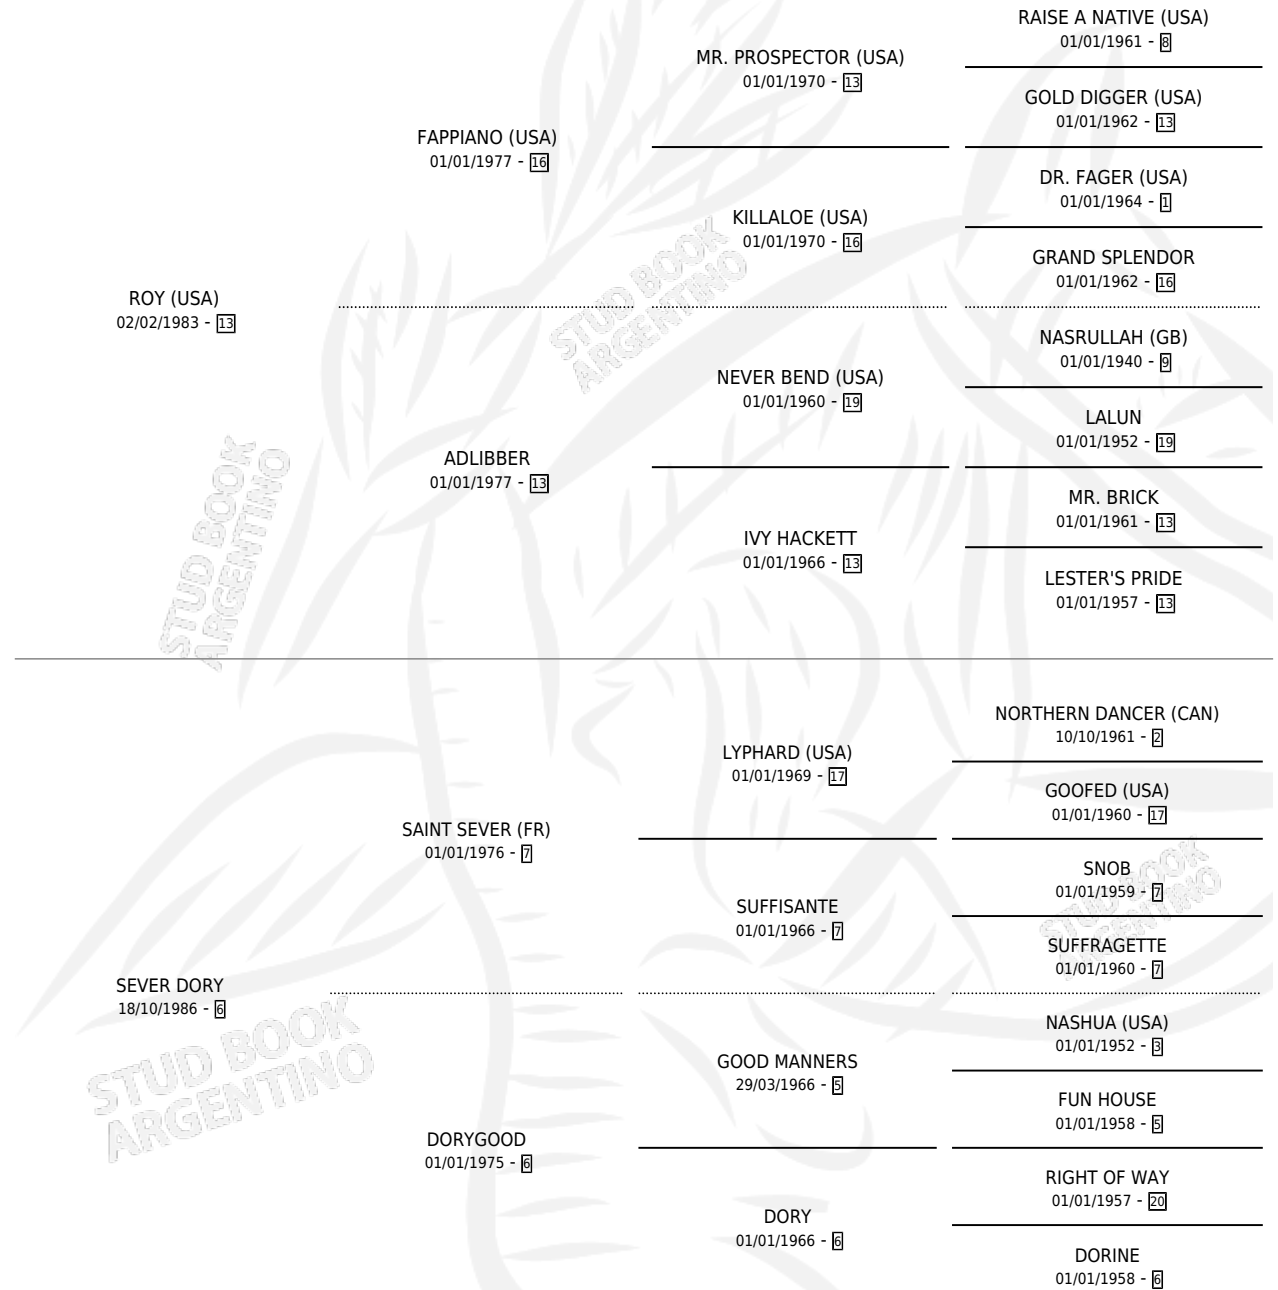 RAISE A NATIVE (USA)
01/01/1961 - 8
MR. PROSPECTOR (USA)
01/01/1970 - 13
GOLD DIGGER (USA)
01/01/1962 - 13
FAPPIANO (USA)
01/01/1977 - 16
DR. FAGER (USA)
01/01/1964 - 1
KILLALOE (USA)
01/01/1970 - 16
GRAND SPLENDOR
01/01/1962 - 16
ROY (USA)
02/02/1983 - 13
STUD BOOK
ARGENTINO
NASRULLAH (GB)
01/01/1940 - 9
NEVER BEND (USA)
01/01/1960 - 19
LALUN
01/01/1952 - 19
ADLIBBER
01/01/1977 - 13
MR. BRICK
01/01/1961 - 13
IVY HACKETT
01/01/1966 - 13
LESTER'S PRIDE
01/01/1957 - 13
STUD BOOK
ARGENTINO
NORTHERN DANCER (CAN)
10/10/1961 - 2
LYPHARD (USA)
01/01/1969 - 17
GOOFED (USA)
01/01/1960 - 17
SAINT SEVER (FR)
01/01/1976 - 7
SNOB
01/01/1959 - 7
SUFFISANTE
01/01/1966 - 7
SUFFRAGETTE
01/01/1960 - 7
STUD BOOK
ARGENTINO
SEVER DORY
18/10/1986 - 6
NASHUA (USA)
01/01/1952 - 3
GOOD MANNERS
29/03/1966 - 5
FUN HOUSE
01/01/1958 - 5
DORYGOOD
01/01/1975 - 6
RIGHT OF WAY
01/01/1957 - 20
DORY
01/01/1966 - 6
DORINE
01/01/1958 - 6
STUD BOOK
ARGENTINO